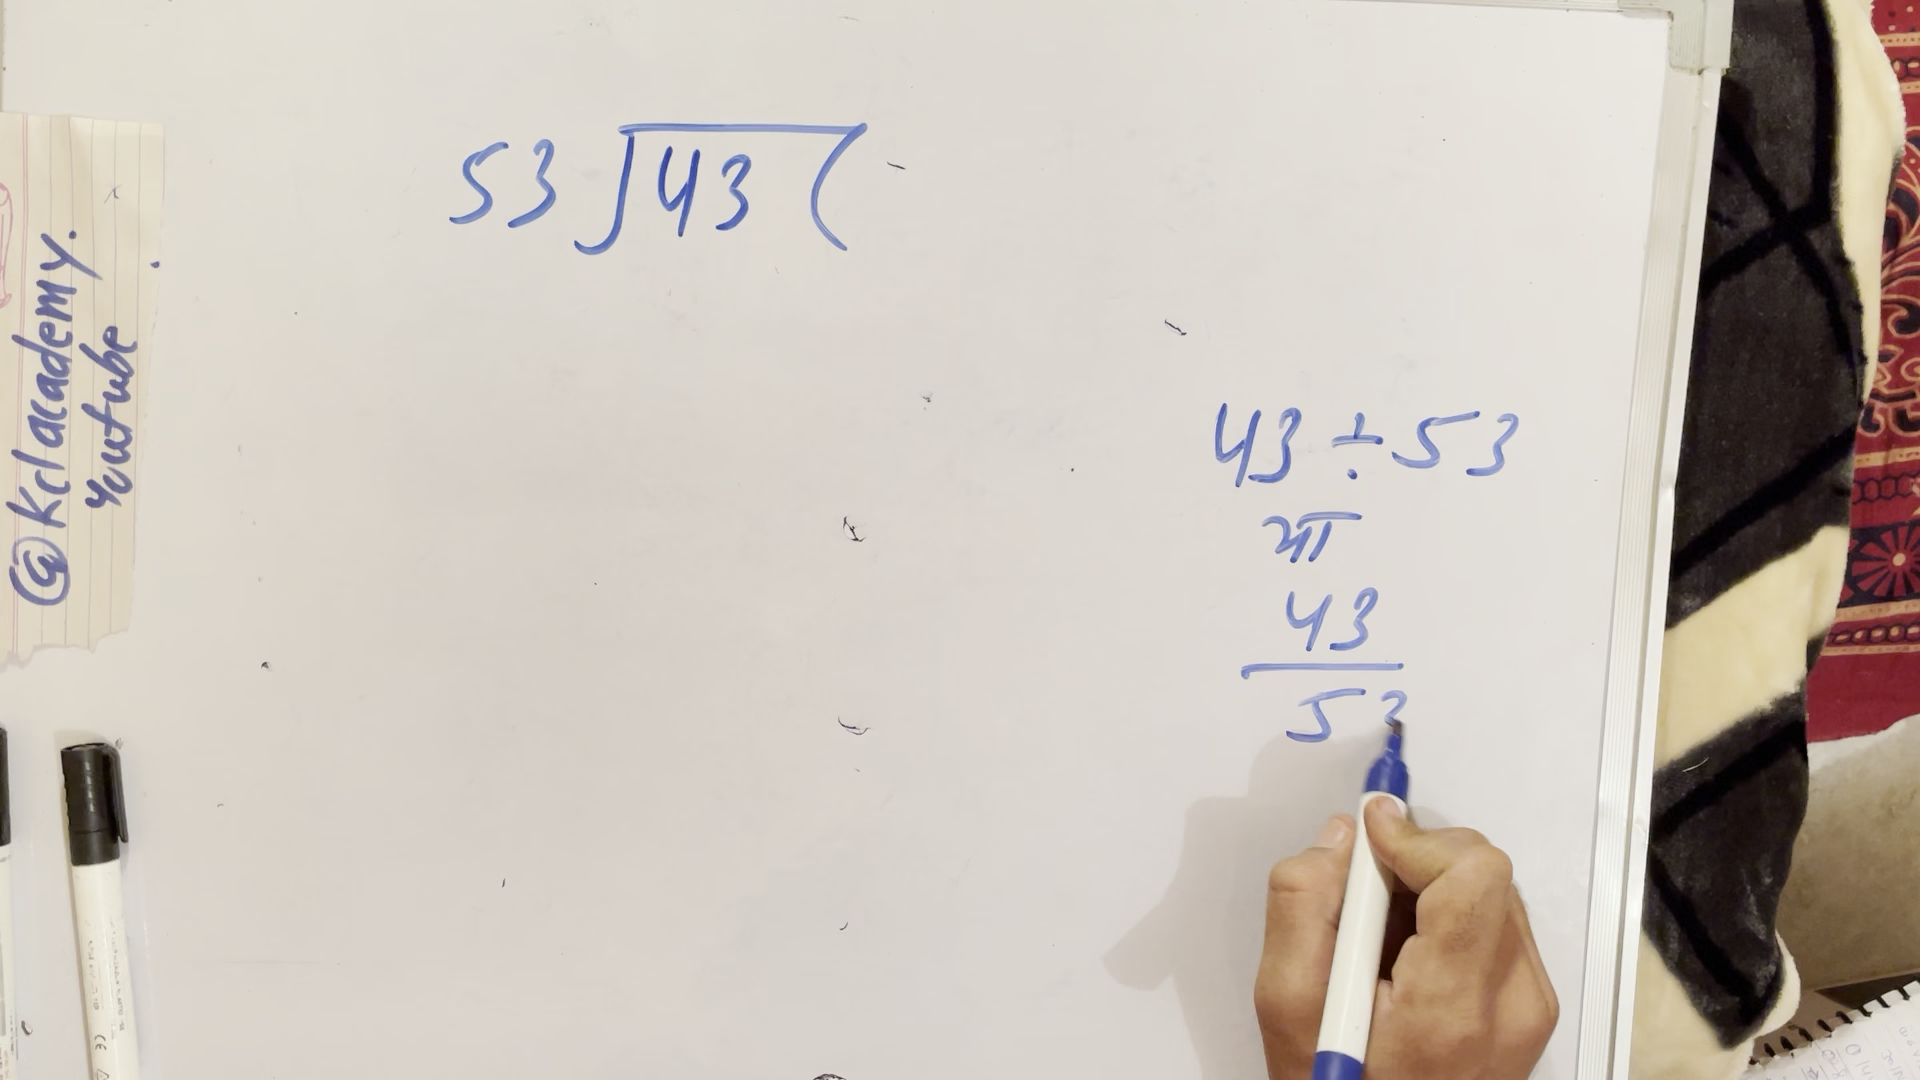 53 ⟌ 43 (
43 ÷ 53
या
43
53
@kclacademy.
Youtube